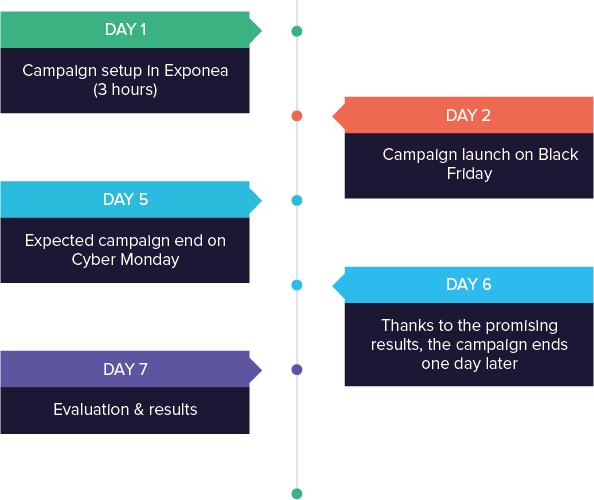 DAY 1
Campaign setup in Exponea
(3 hours)
DAY 2
Campaign launch on Black
Friday
DAY 5
Expected campaign end on
Cyber Monday
DAY 6
Thanks to the promising
results, the campaign ends
one day later
DAY 7
Evaluation & results